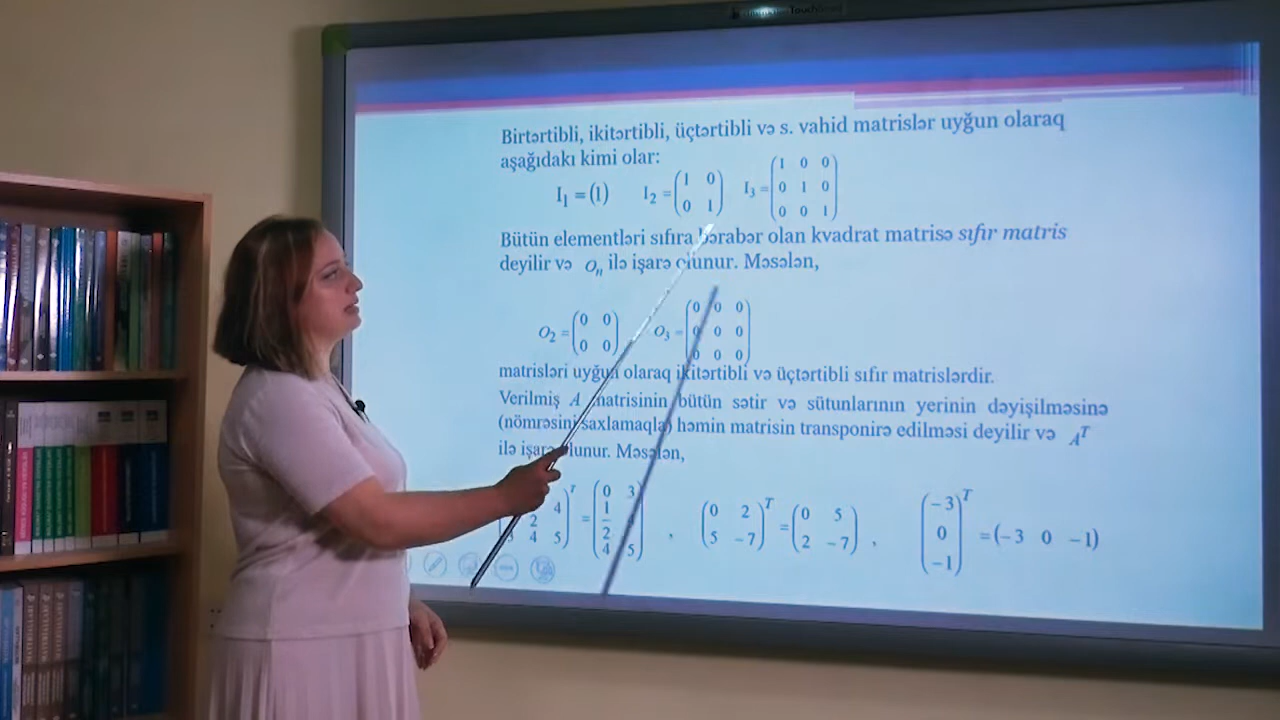 Birtərtibli, ikitərtibli, üçtərtibli və s. vahid matrislər uyğun olaraq
aşağıdakı kimi olar:
I₁ = (1) I₂ = (1 0 0 1) I₃ = (1 0 0 0 1 0 0 0 1)
Bütün elementləri sıfıra bərabər olan kvadrat matrisə sıfır matris
deyilir və Oₙ ilə işarə olunur. Məsələn,
O₂ = (0 0 0 0) O₃ = (0 0 0 0 0 0 0 0 0)
matrisləri uyğun olaraq ikitərtibli və üçtərtibli sıfır matrislərdir.
Verilmiş A matrisinin bütün sətir və sütunlarının yerinin dəyişilməsinə
(nömrəsini saxlamaqla) həmin matrisin transponirə edilməsi deyilir və Aᵀ
ilə işarə olunur. Məsələn,
(0 2 5 −7)ᵀ = (0 5 2 −7), (−3 0 −1)ᵀ = (−3 0 −1)